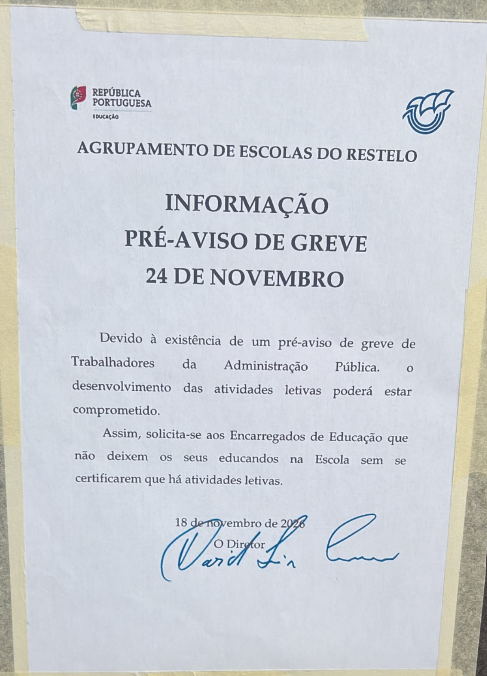 REPÚBLICA
PORTUGUESA
EDUCAÇÃO
AGRUPAMENTO DE ESCOLAS DO RESTELO
INFORMAÇÃO
PRÉ-AVISO DE GREVE
24 DE NOVEMBRO
Devido à existência de um pré-aviso de greve de
Trabalhadores da Administração Pública. o
desenvolvimento das atividades letivas poderá estar
comprometido.
Assim, solicita-se aos Encarregados de Educação que
não deixem os seus educandos na Escola sem se
certificarem que há atividades letivas.
18 de novembro de
O Diretor
David